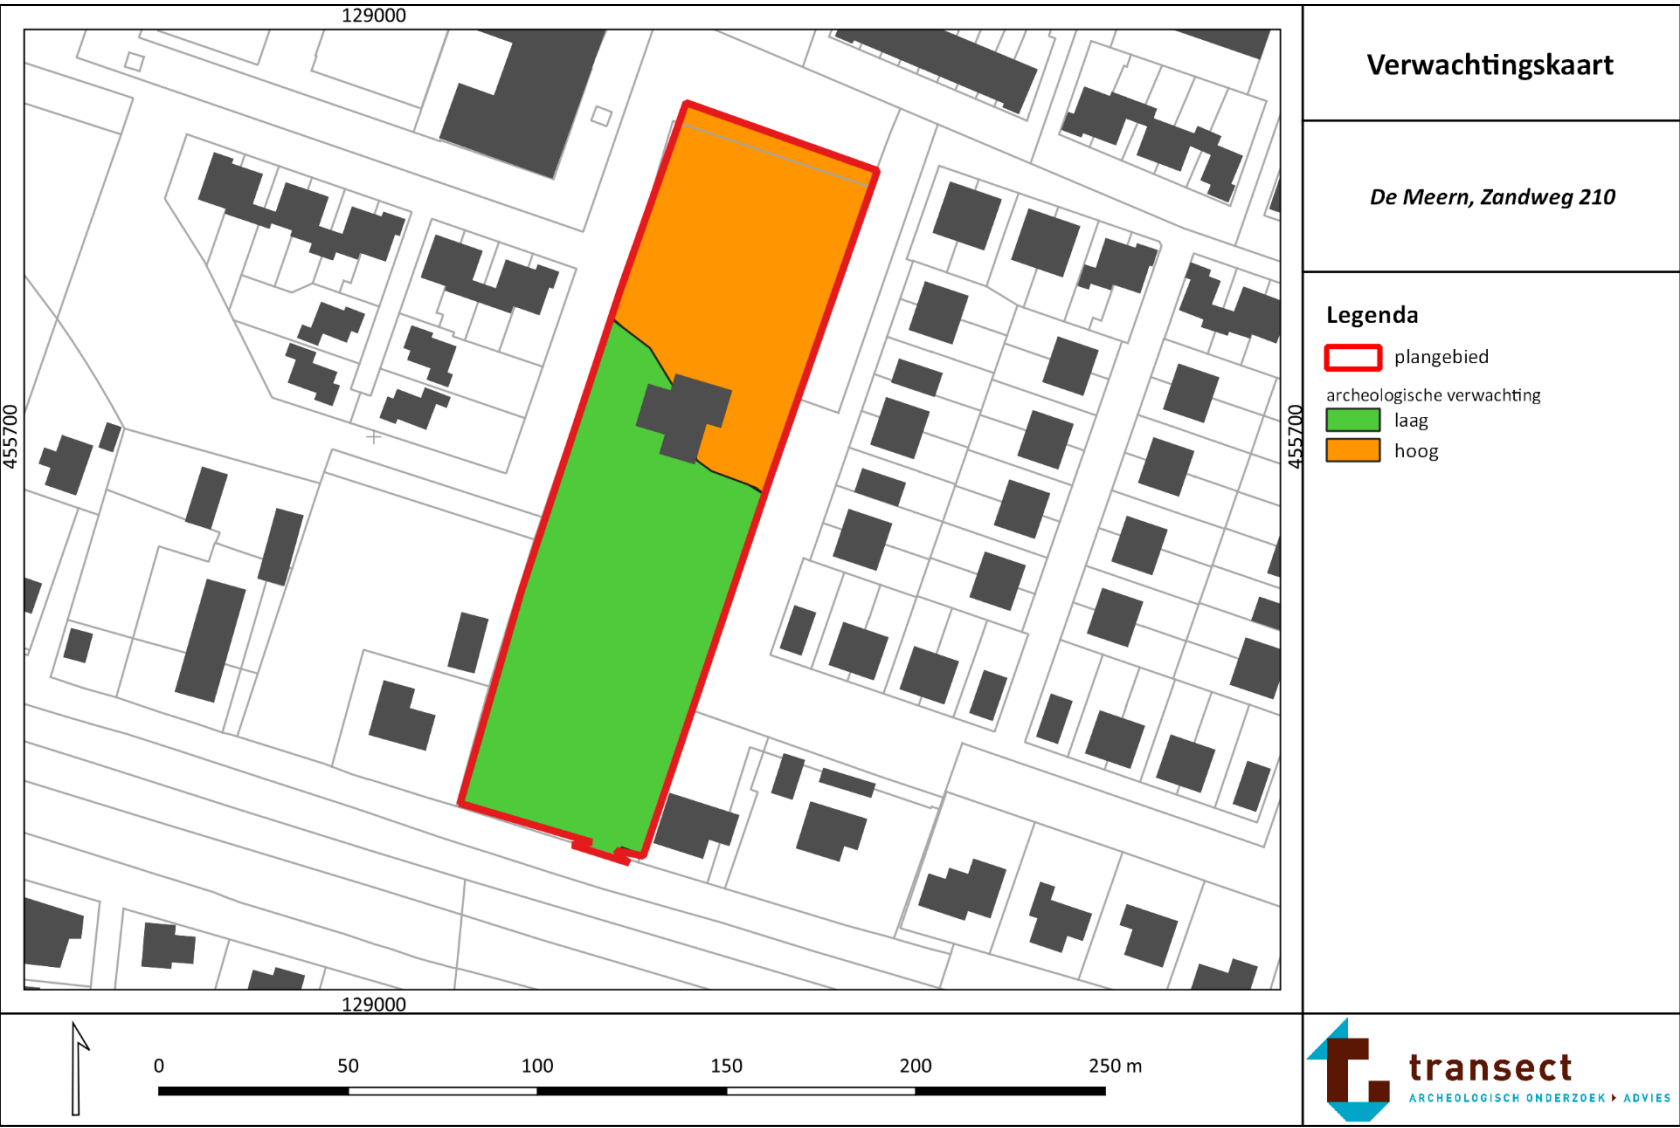 129000
Verwachtingskaart
De Meern, Zandweg 210
Legenda
plangebied
archeologische verwachting
laag
hoog
455700
455700
129000
0 50 100 150 200 250 m
transect
ARCHEOLOGISCH ONDERZOEK ADVIES